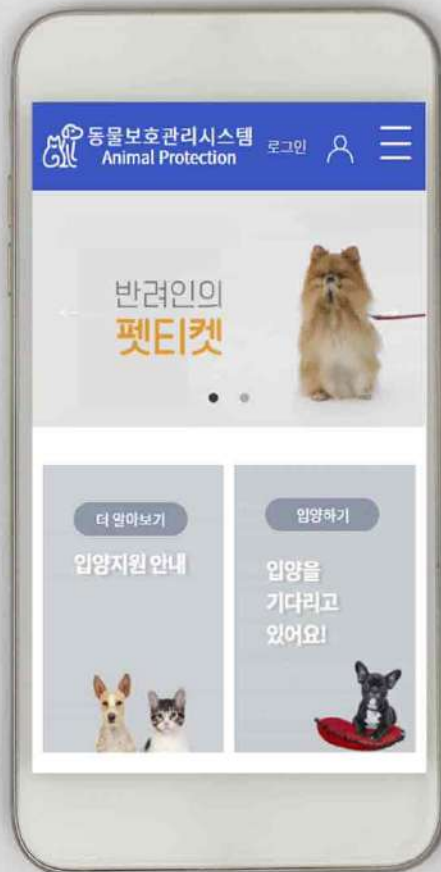 동물보호관리시스템
Animal Protection
로그인
반려인의
펫티켓
더 알아보기
입양지원 안내
입양하기
입양을
기다리고
있어요!